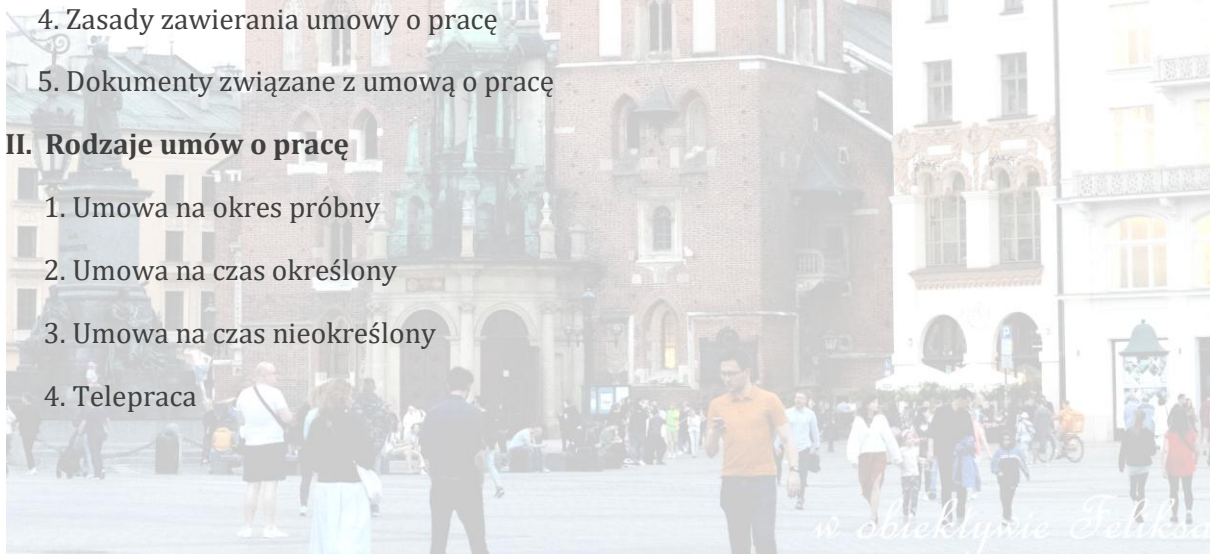 4. Zasady zawierania umowy o pracę
5. Dokumenty związane z umową o pracę
II. Rodzaje umów o pracę
1. Umowa na okres próbny
2. Umowa na czas określony
3. Umowa na czas nieokreślony
4. Telepraca
w obiektywie Feliksa